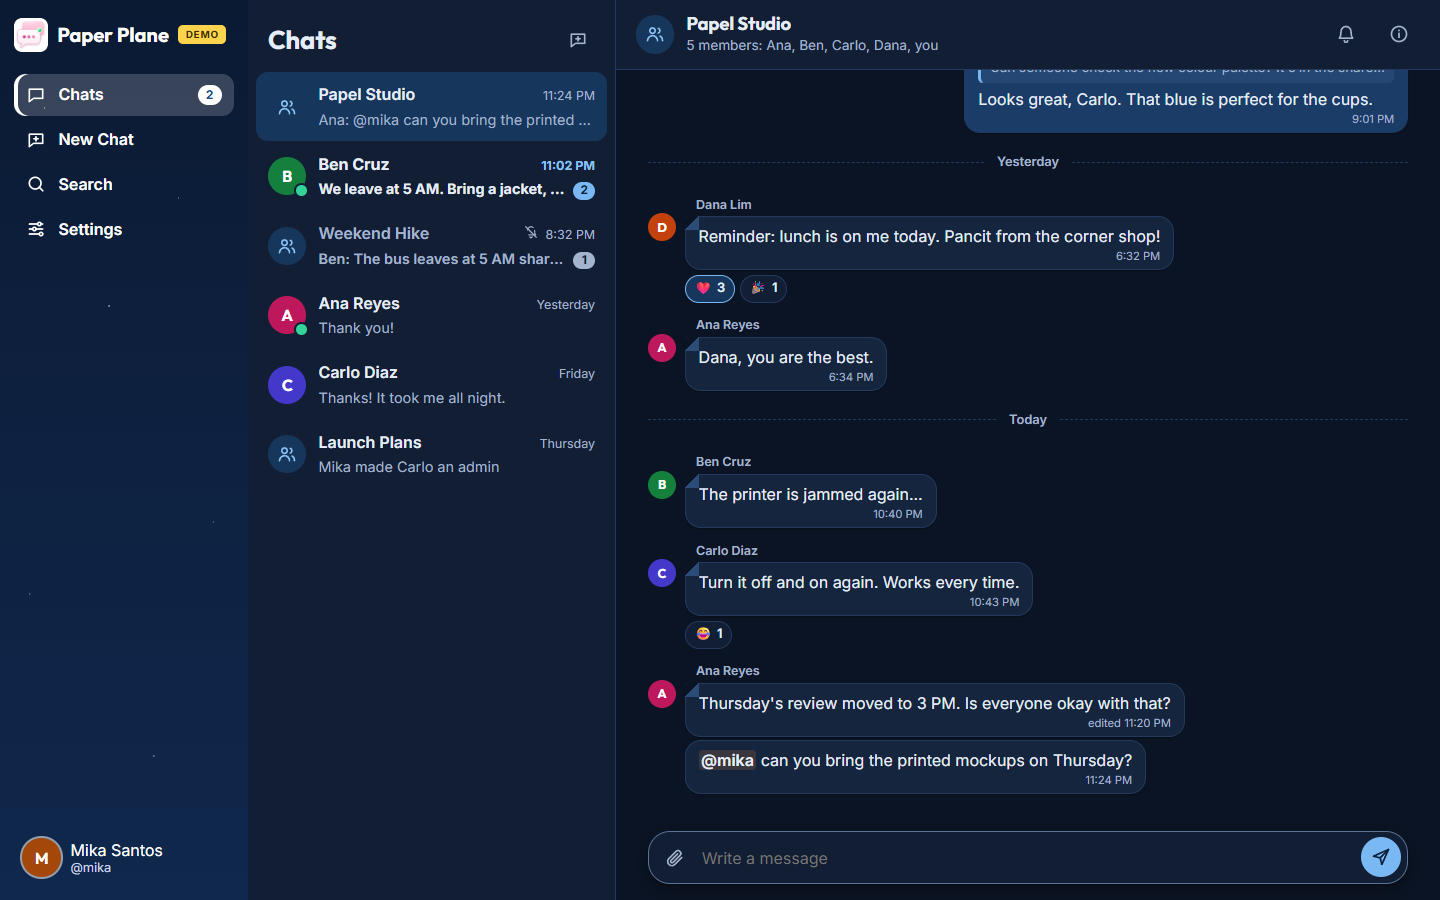 Paper Plane DEMO
Chats 2
New Chat
Search
Settings
M Mika Santos
@mika
Chats
Papel Studio 11:24 PM
Ana: @mika can you bring the printed ...
B Ben Cruz 11:02 PM
We leave at 5 AM. Bring a jacket, ... 2
Weekend Hike 8:32 PM
Ben: The bus leaves at 5 AM shar... 1
A Ana Reyes Yesterday
Thank you!
C Carlo Diaz Friday
Thanks! It took me all night.
Launch Plans Thursday
Mika made Carlo an admin
Papel Studio
5 members: Ana, Ben, Carlo, Dana, you
Looks great, Carlo. That blue is perfect for the cups.
9:01 PM
Yesterday
Dana Lim
D Reminder: lunch is on me today. Pancit from the corner shop!
6:32 PM
❤️ 3 🎉 1
Ana Reyes
A Dana, you are the best.
6:34 PM
Today
Ben Cruz
B The printer is jammed again...
10:40 PM
Carlo Diaz
C Turn it off and on again. Works every time.
10:43 PM
😂 1
Ana Reyes
A Thursday's review moved to 3 PM. Is everyone okay with that?
edited 11:20 PM
@mika can you bring the printed mockups on Thursday?
11:24 PM
Write a message